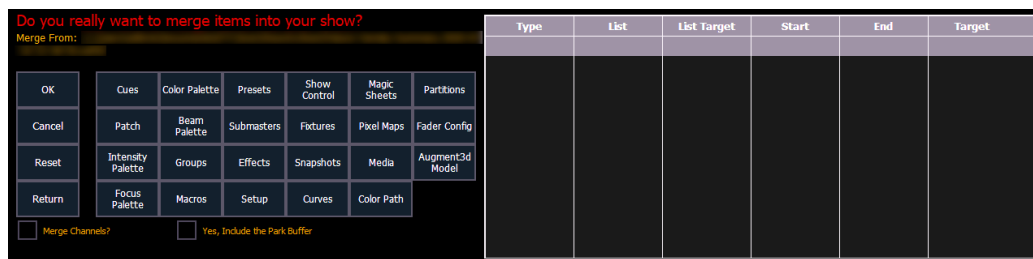 Do you really want to merge items into your show?
Merge From:
OK
Cues
Color Palette
Presets
Show
Control
Magic
Sheets
Partitions
Cancel
Patch
Beam
Palette
Submasters
Fixtures
Pixel Maps
Fader Config
Reset
Intensity
Palette
Groups
Effects
Snapshots
Media
Augment3d
Model
Return
Focus
Palette
Macros
Setup
Curves
Color Path
Merge Channels?
Yes, Include the Park Buffer
Type
List
List Target
Start
End
Target